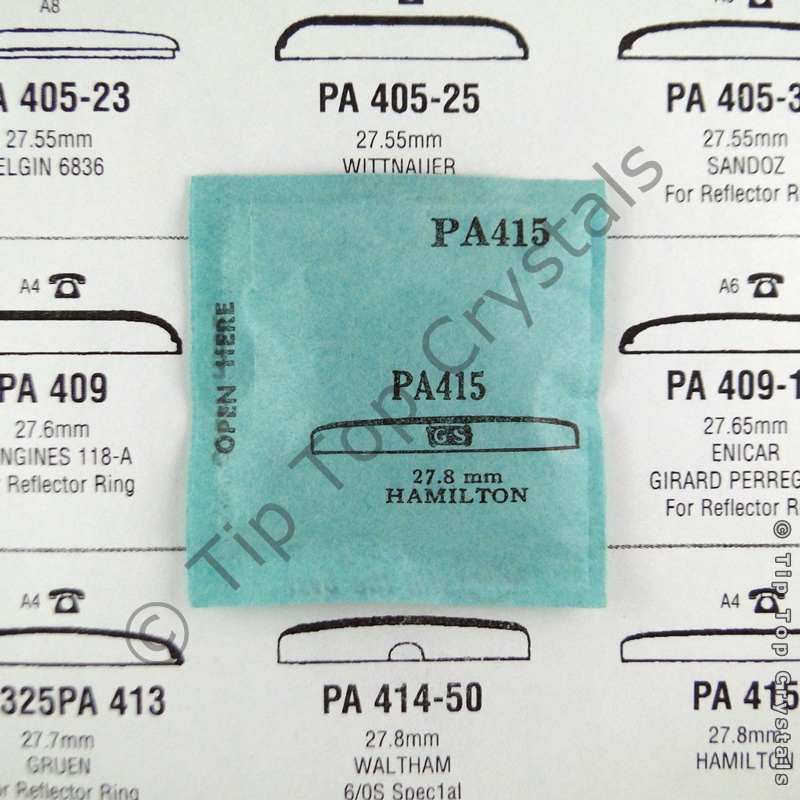 A8
A 405-23
27.55mm
ELGIN 6836
PA 405-25
27.55mm
WITTNAUER
PA 405-3
27.55mm
SANDOZ
For Reflector R
PA415
OPEN HERE
PA415
GS
27.8 mm
HAMILTON
A4
PA 409
27.6mm
NGINES 118-A
Reflector Ring
A6
PA 409-1
27.65mm
ENICAR
GIRARD PERREG
For Reflector R
A4
325PA 413
27.7mm
GRUEN
or Reflector Ring
PA 414-50
27.8mm
WALTHAM
6/0S Spec1al
A4
PA 415
27.8mm
HAMILTON
© Tip Top Crystals
© Tip Top Crystals